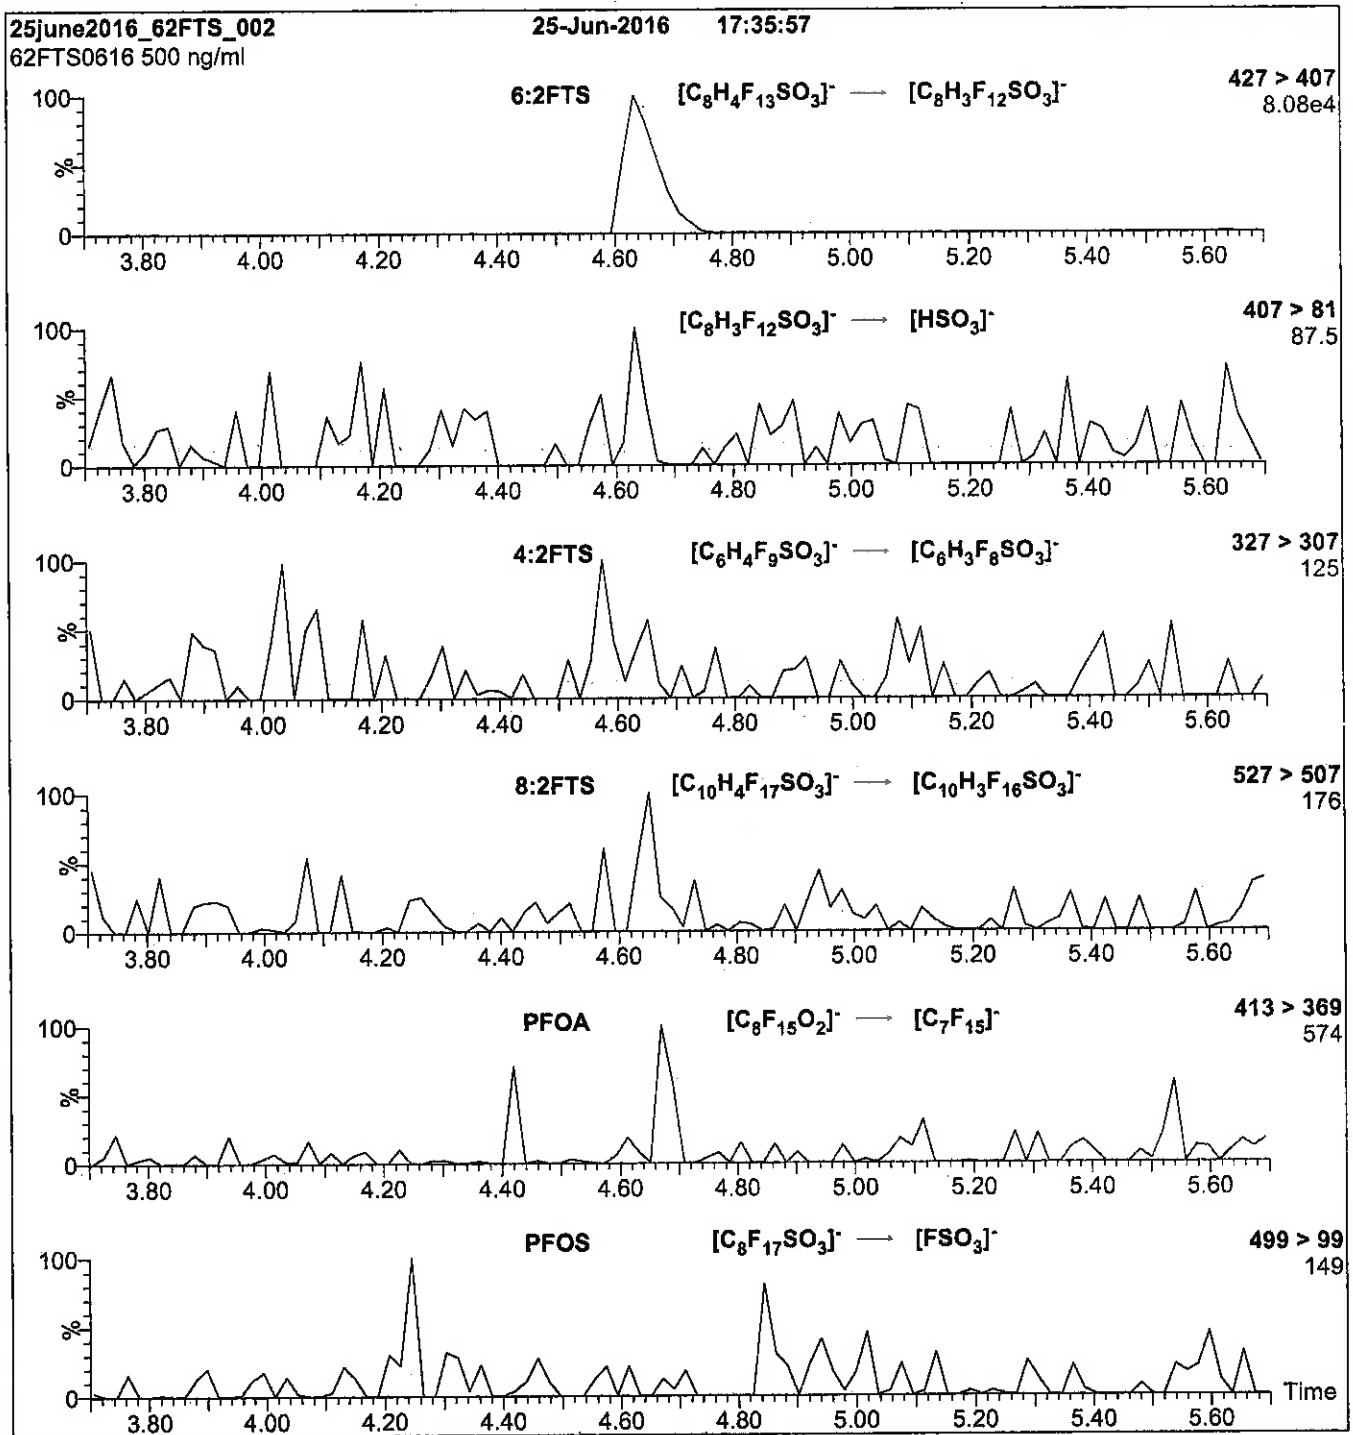 25june2016_62FTS_002 25-Jun-2016 17:35:57
62FTS0616 500 ng/ml
6:2FTS [C₈H₄F₁₃SO₃]⁻ → [C₈H₃F₁₂SO₃]⁻ 427 > 407
8.08e4
100
%
0
3.80 4.00 4.20 4.40 4.60 4.80 5.00 5.20 5.40 5.60
[C₈H₃F₁₂SO₃]⁻ → [HSO₃]⁻ 407 > 81
87.5
100
%
0
3.80 4.00 4.20 4.40 4.60 4.80 5.00 5.20 5.40 5.60
4:2FTS [C₆H₄F₉SO₃]⁻ → [C₆H₃F₈SO₃]⁻ 327 > 307
125
100
%
0
3.80 4.00 4.20 4.40 4.60 4.80 5.00 5.20 5.40 5.60
8:2FTS [C₁₀H₄F₁₇SO₃]⁻ → [C₁₀H₃F₁₆SO₃]⁻ 527 > 507
176
100
%
0
3.80 4.00 4.20 4.40 4.60 4.80 5.00 5.20 5.40 5.60
PFOA [C₈F₁₅O₂]⁻ → [C₇F₁₅]⁻ 413 > 369
574
100
%
0
3.80 4.00 4.20 4.40 4.60 4.80 5.00 5.20 5.40 5.60
PFOS [C₈F₁₇SO₃]⁻ → [FSO₃]⁻ 499 > 99
149
100
%
0
Time
3.80 4.00 4.20 4.40 4.60 4.80 5.00 5.20 5.40 5.60